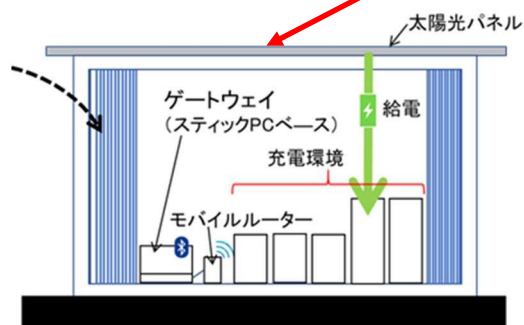 太陽光パネル
ゲートウェイ
（スティックPCベース）
給電
充電環境
モバイルルーター